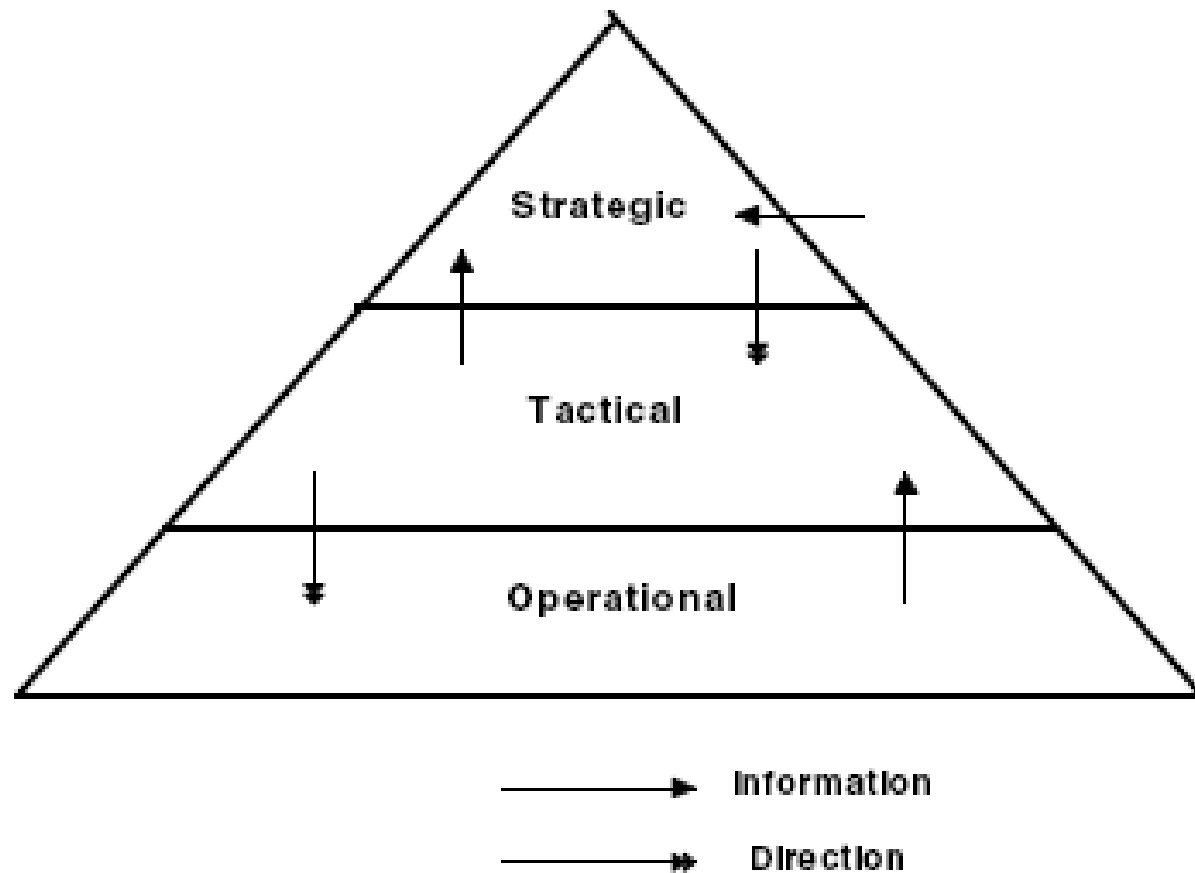 Strategic
Tactical
Operational
Information
Direction